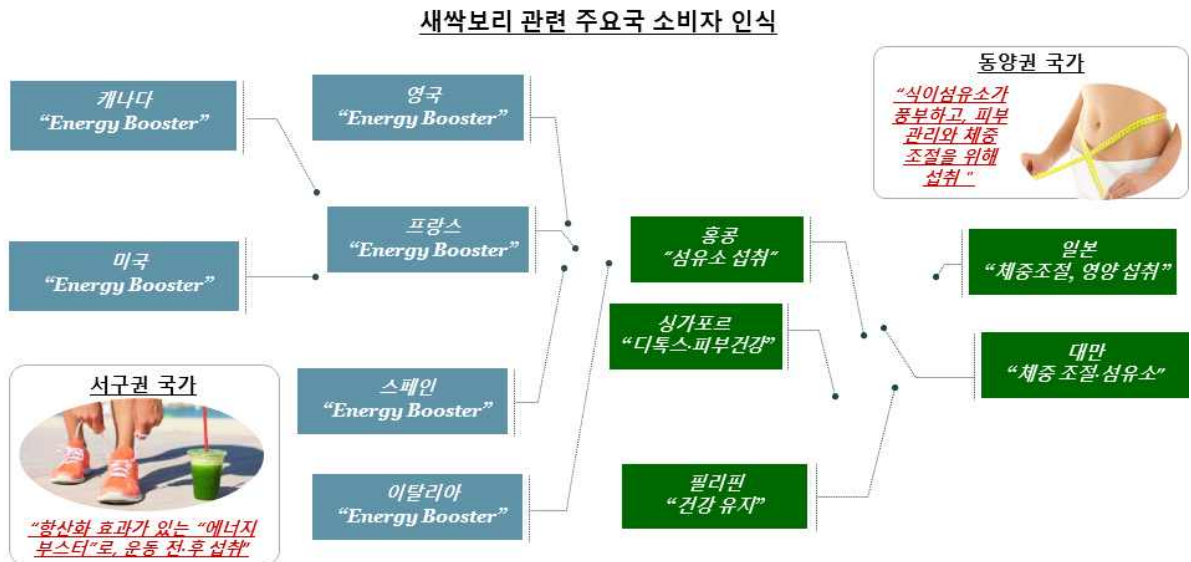 새싹보리 관련 주요국 소비자 인식
캐나다
“Energy Booster”
영국
“Energy Booster”
동양권 국가
“식이섬유소가
풍부하고, 피부
관리와 체중
조절을 위해
섭취 ”
프랑스
“Energy Booster”
미국
“Energy Booster”
홍콩
“섬유소 섭취”
일본
“체중조절, 영양 섭취”
싱가포르
“디톡스·피부건강”
대만
“체중 조절·섬유소”
서구권 국가
스페인
“Energy Booster”
이탈리아
“Energy Booster”
필리핀
“건강 유지”
“항산화 효과가 있는 “에너지
부스터”로, 운동 전·후 섭취”